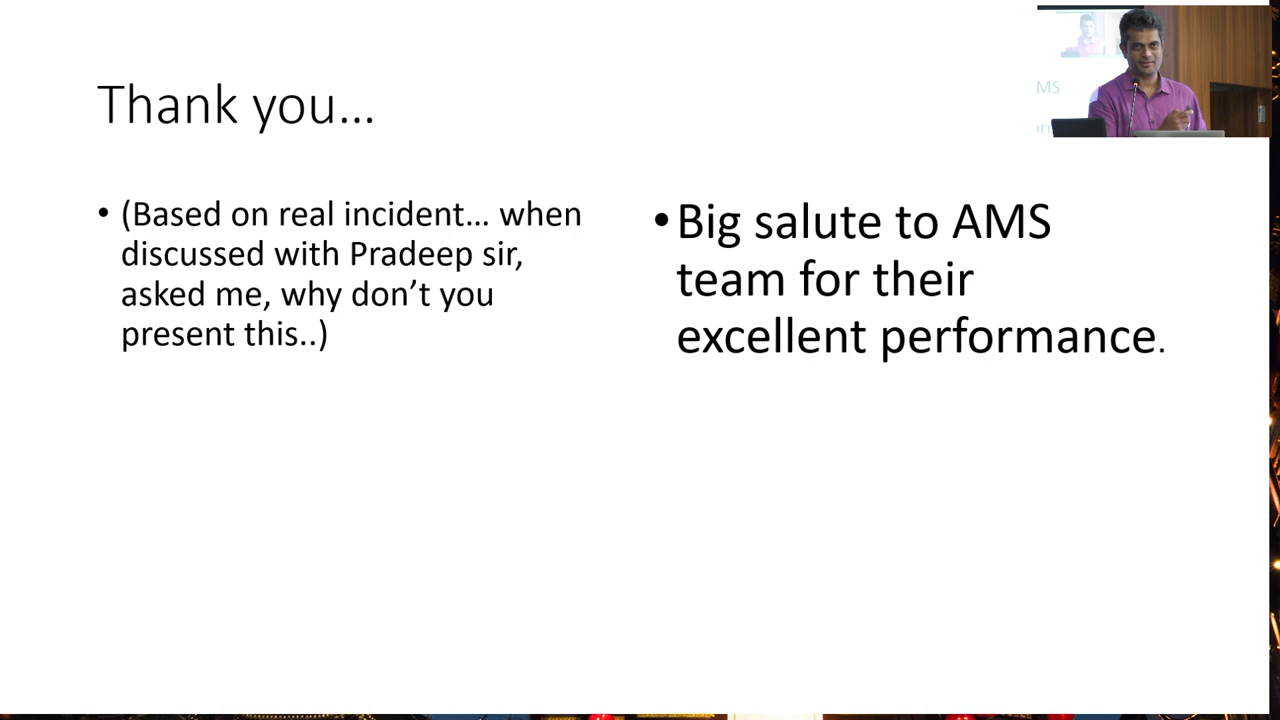 Thank you…
• (Based on real incident… when
discussed with Pradeep sir,
asked me, why don’t you
present this..)
• Big salute to AMS
team for their
excellent performance.
MS